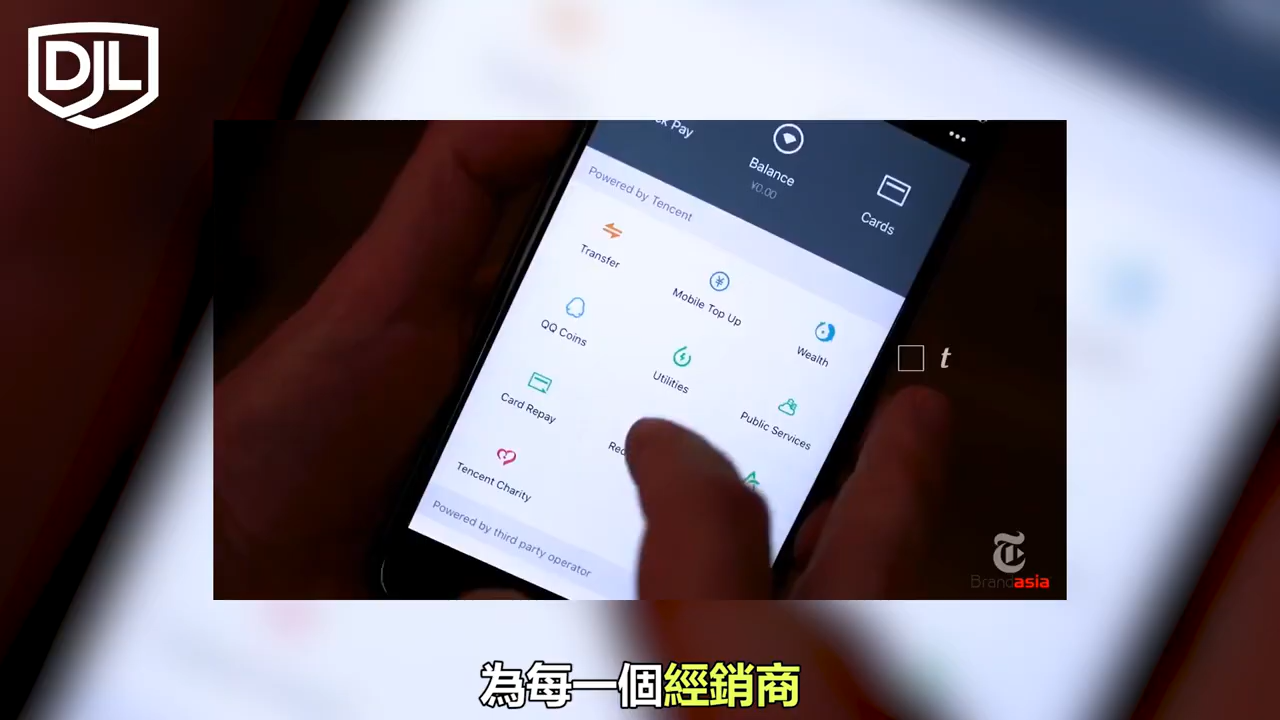 DJL
Pay
Balance
¥0.00
Cards
Powered by Tencent
Transfer
Mobile Top Up
Wealth
QQ Coins
Utilities
Public Services
Card Repay
Tencent Charity
Powered by third party operator
t
T
Brandasia
為每一個經銷商